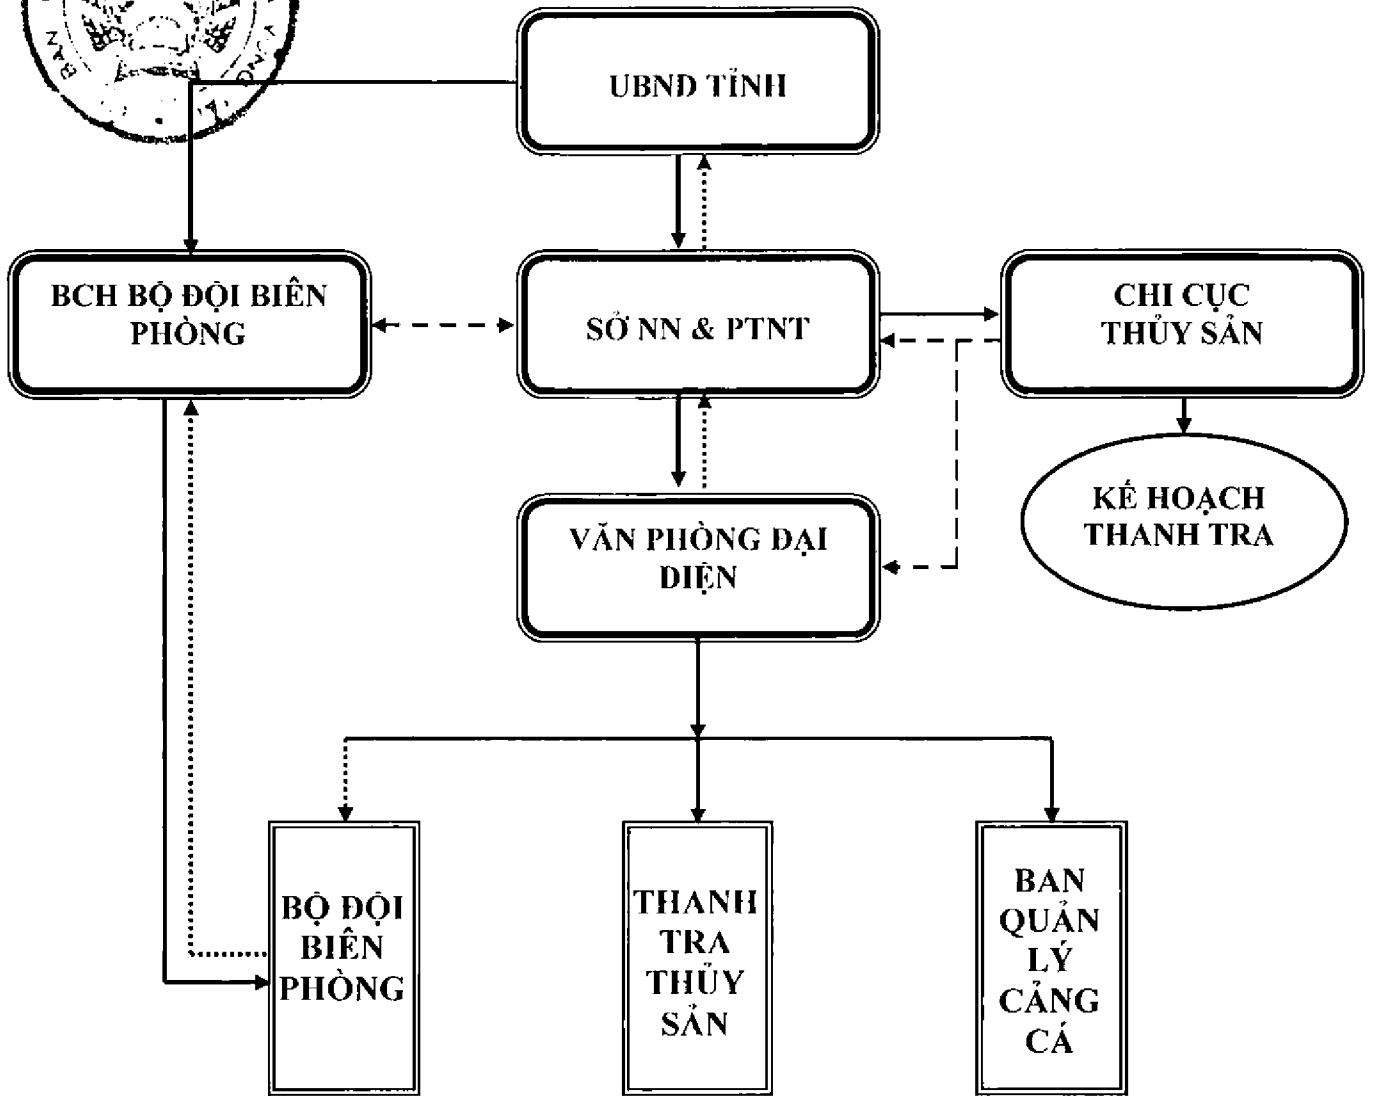 BAN
UBND TỈNH
BCH BỘ ĐỘI BIÊN
PHÒNG
SỞ NN & PTNT
CHI CỤC
THỦY SẢN
KẾ HOẠCH
THANH TRA
VĂN PHÒNG ĐẠI
DIỆN
BỘ ĐỘI
BIÊN
PHÒNG
THANH
TRA
THỦY
SẢN
BAN
QUẢN
LÝ
CẢNG
CÁ